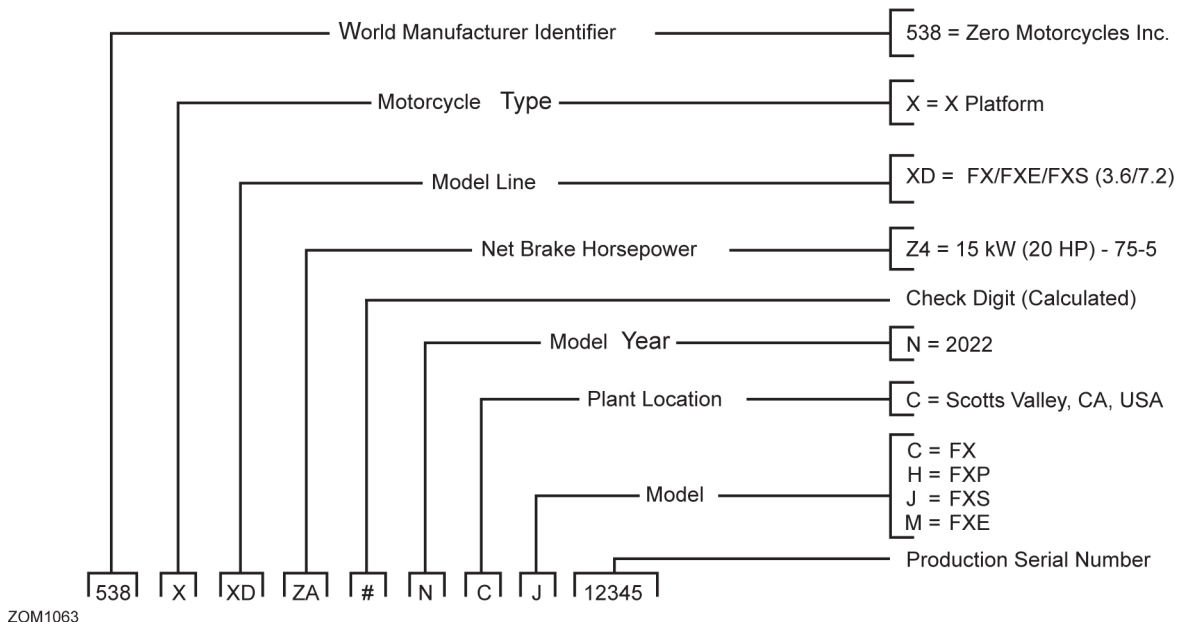 World Manufacturer Identifier 538 = Zero Motorcycles Inc.
Motorcycle Type X = X Platform
Model Line XD = FX/FXE/FXS (3.6/7.2)
Net Brake Horsepower Z4 = 15 kW (20 HP) - 75-5
Check Digit (Calculated)
Model Year N = 2022
Plant Location C = Scotts Valley, CA, USA
C = FX
H = FXP
Model J = FXS
M = FXE
Production Serial Number
538 X XD ZA # N C J 12345
ZOM1063